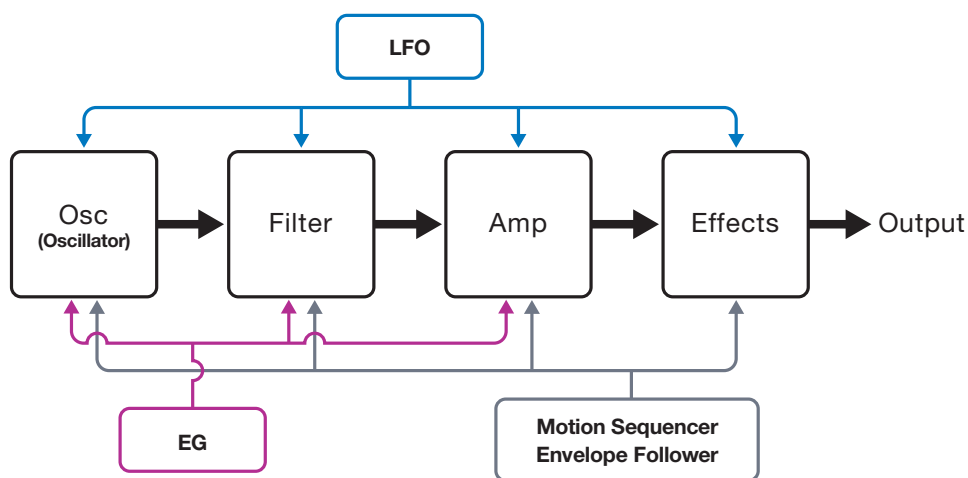 LFO
Osc
(Oscillator)
Filter
Amp
Effects
Output
EG
Motion Sequencer
Envelope Follower